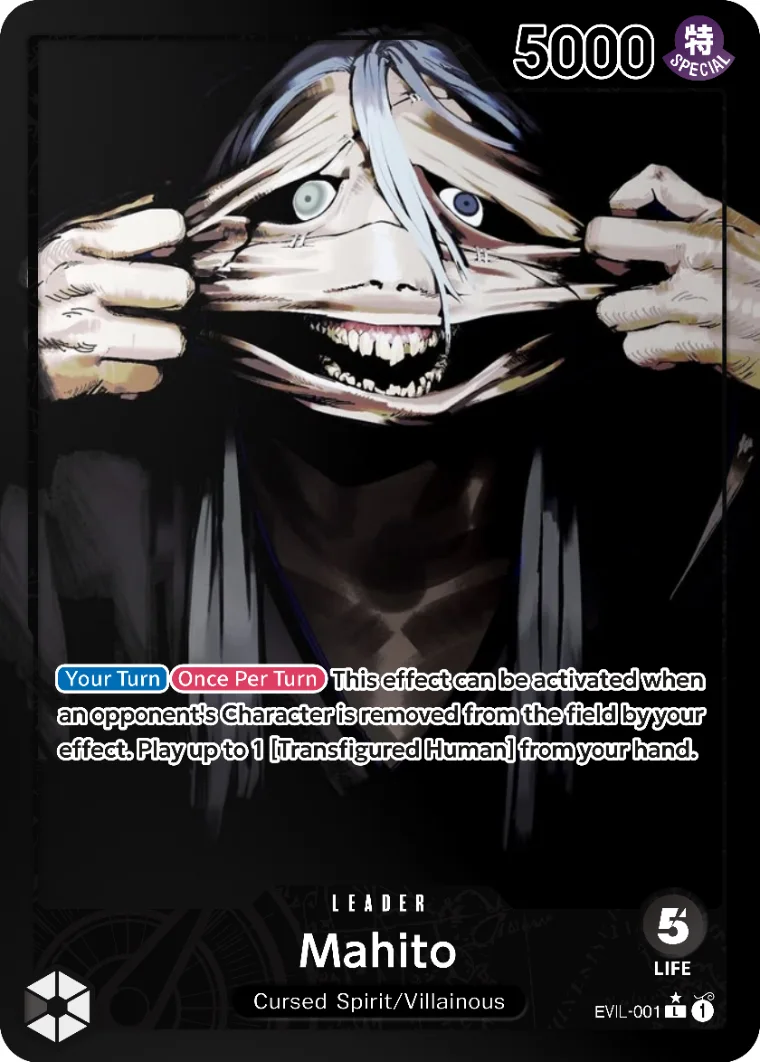 5000
特
SPECIAL
Your Turn Once Per Turn This effect can be activated when
an opponent's Character is removed from the field by your
effect. Play up to 1 [Transfigured Human] from your hand.
LEADER
Mahito
5
LIFE
Cursed Spirit/Villainous
EVIL-001 L 1